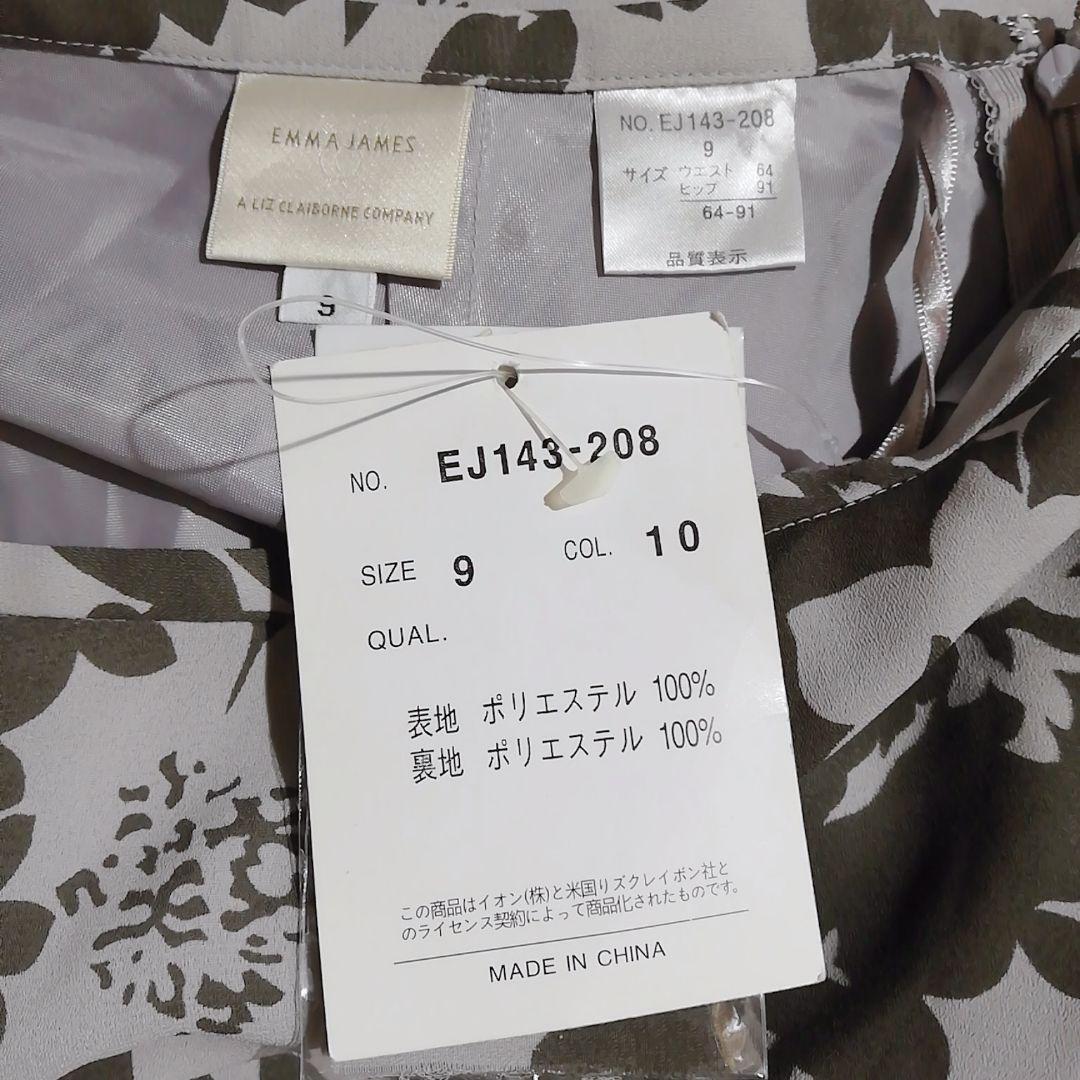 EMMA JAMES
A LIZ CLAIBORNE COMPANY
9
NO. EJ143-208
9
サイズ ウエスト 64
ヒップ 91
64-91
品質表示
NO. EJ143-208
SIZE 9 COL. 10
QUAL.
表地 ポリエステル 100%
裏地 ポリエステル 100%
この商品はイオン(株)と米国リズクレイボン社と
のライセンス契約によって商品化されたものです。
MADE IN CHINA